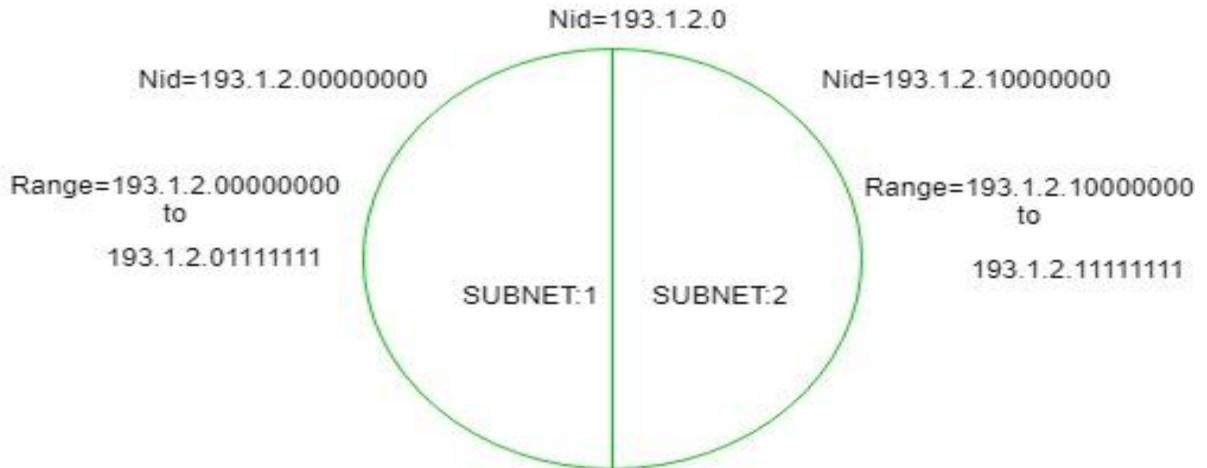 Nid=193.1.2.0
Nid=193.1.2.00000000
Nid=193.1.2.10000000
Range=193.1.2.00000000
to
193.1.2.01111111
Range=193.1.2.10000000
to
193.1.2.11111111
SUBNET:1
SUBNET:2